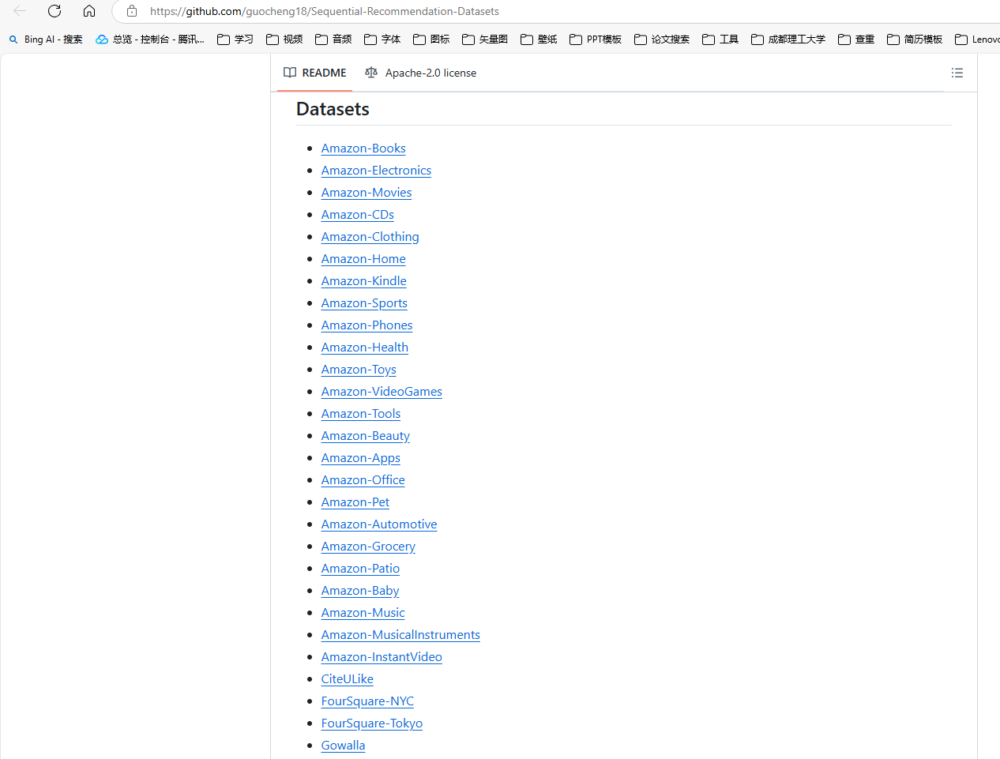 https://github.com/guocheng18/Sequential-Recommendation-Datasets
Bing AI - 搜索 总览 - 控制台 - 腾讯... 学习 视频 音频 字体 图标 矢量图 壁纸 PPT模板 论文搜索 工具 成都理工大学 查重 简历模板 Lenovo
README Apache-2.0 license
Datasets
Amazon-Books
Amazon-Electronics
Amazon-Movies
Amazon-CDs
Amazon-Clothing
Amazon-Home
Amazon-Kindle
Amazon-Sports
Amazon-Phones
Amazon-Health
Amazon-Toys
Amazon-VideoGames
Amazon-Tools
Amazon-Beauty
Amazon-Apps
Amazon-Office
Amazon-Pet
Amazon-Automotive
Amazon-Grocery
Amazon-Patio
Amazon-Baby
Amazon-Music
Amazon-MusicalInstruments
Amazon-InstantVideo
CiteULike
FourSquare-NYC
FourSquare-Tokyo
Gowalla